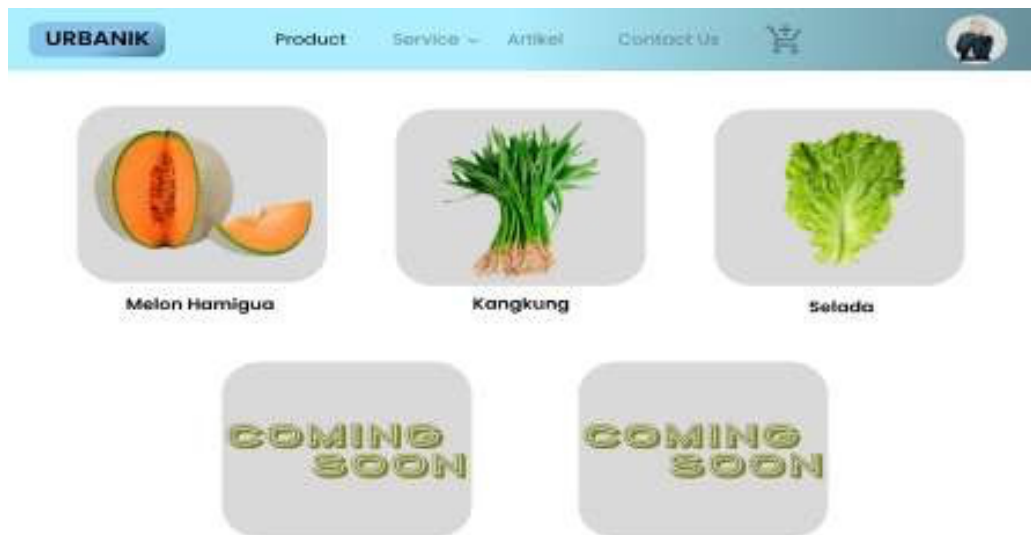 URBANIK Product Service Artikel Contact Us
Melon Hamigua
Kangkung
Selada
COMING
SOON
COMING
SOON